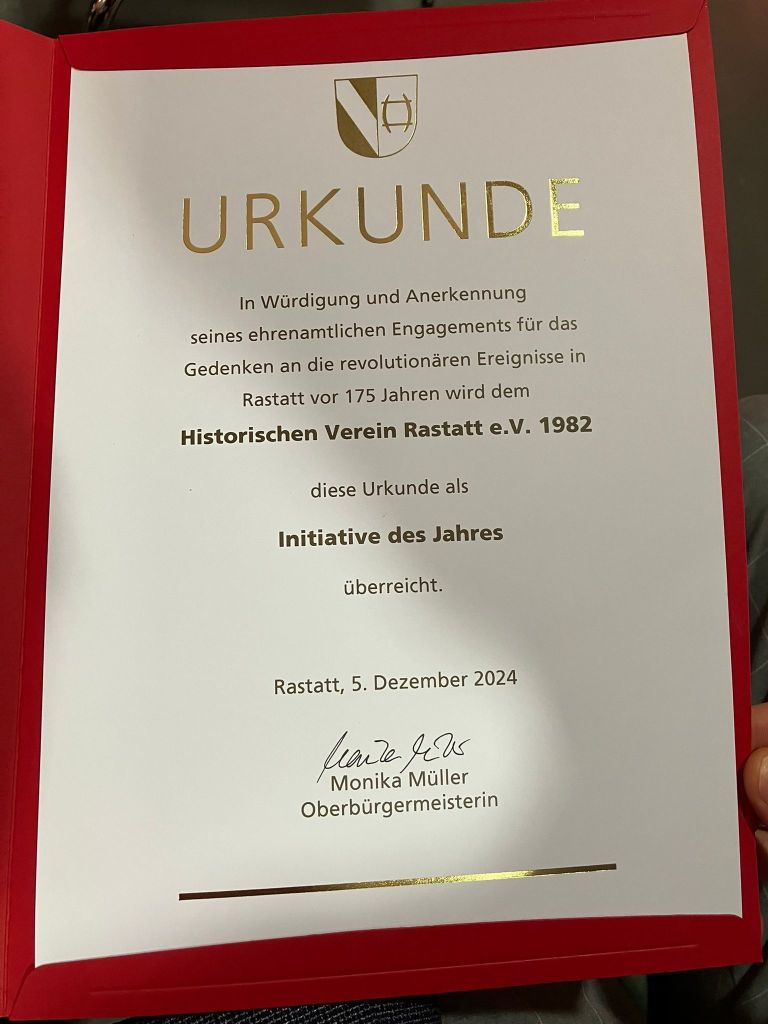 URKUNDE
In Würdigung und Anerkennung
seines ehrenamtlichen Engagements für das
Gedenken an die revolutionären Ereignisse in
Rastatt vor 175 Jahren wird dem
Historischen Verein Rastatt e.V. 1982
diese Urkunde als
Initiative des Jahres
überreicht.
Rastatt, 5. Dezember 2024
Monika Müller
Oberbürgermeisterin